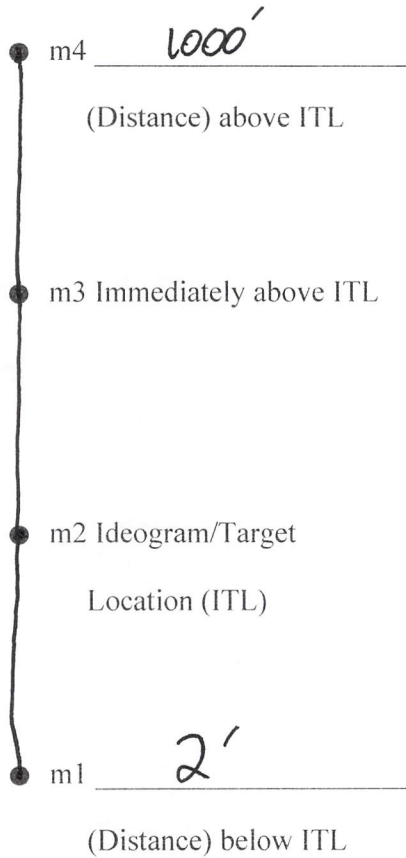 m4 1000'
(Distance) above ITL
m3 Immediately above ITL
m2 Ideogram/Target
Location (ITL)
m1 2'
(Distance) below ITL